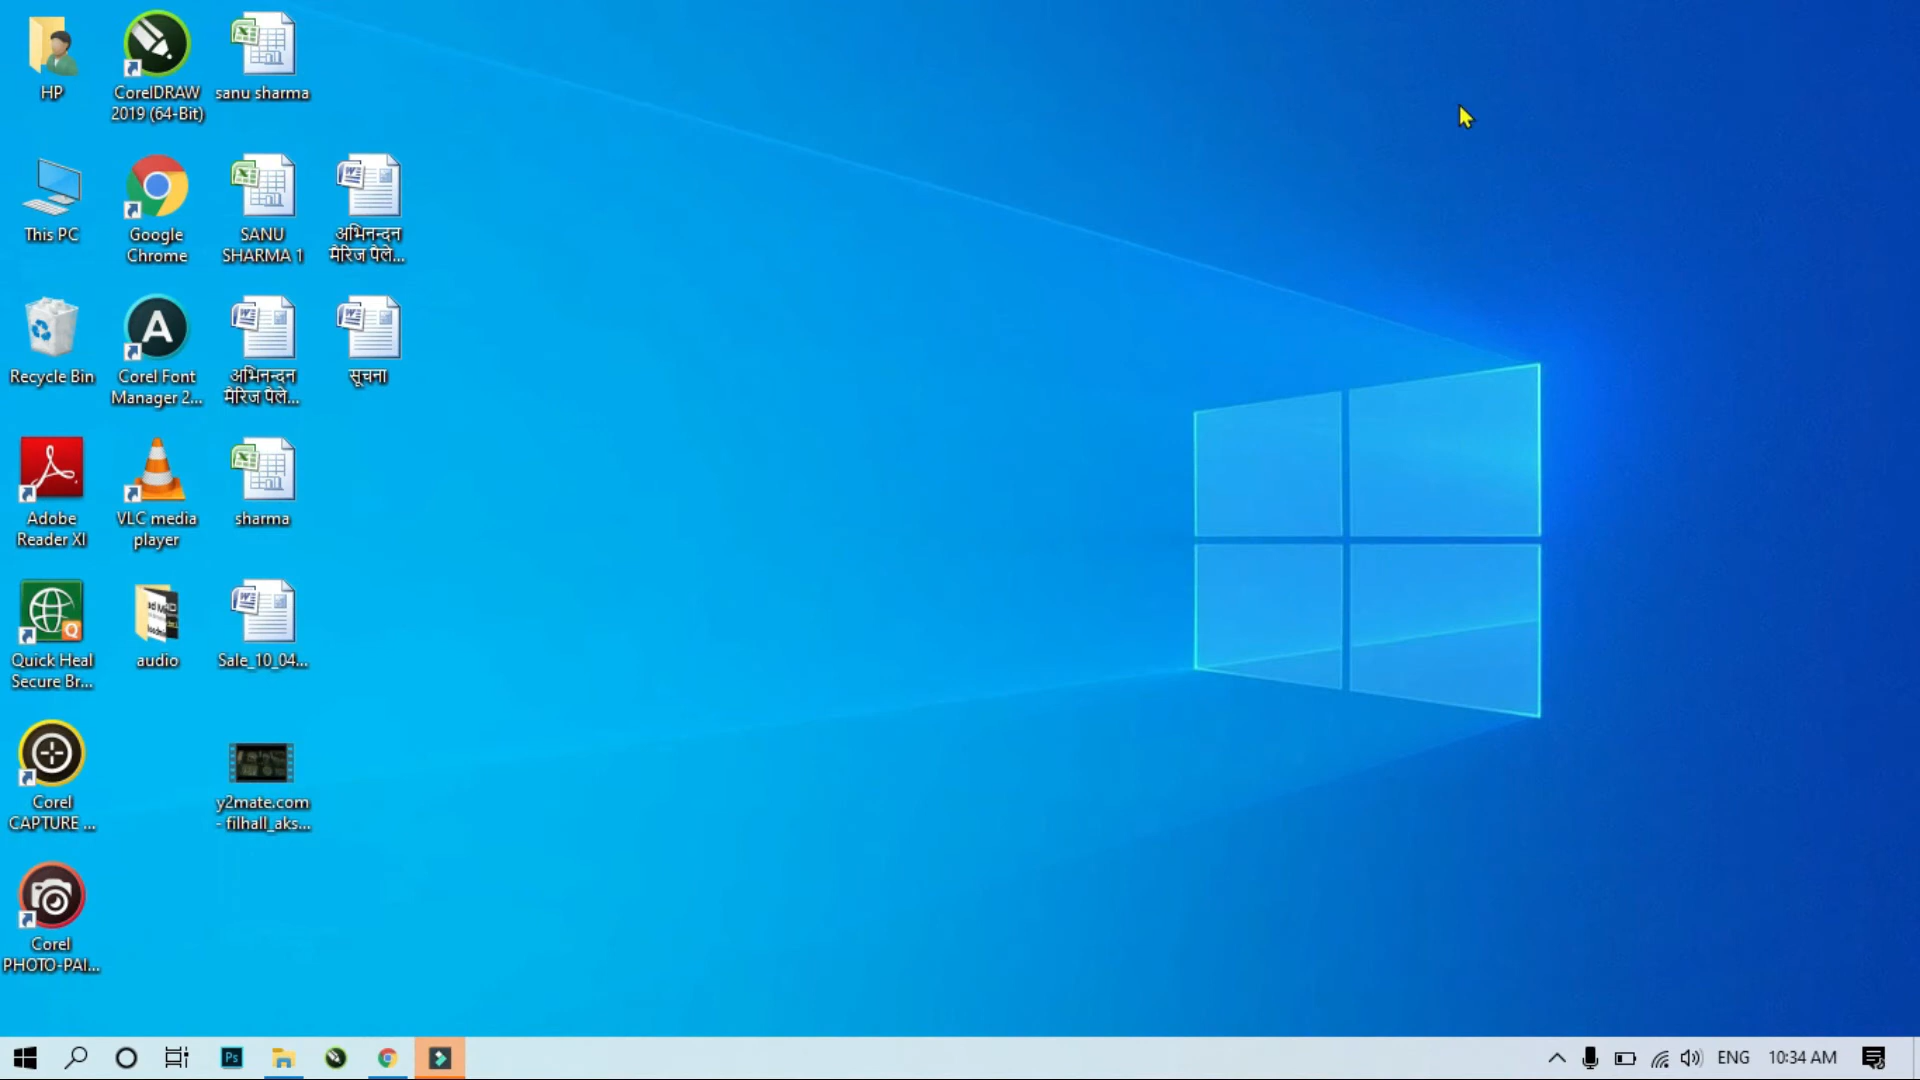 HP
CorelDRAW
2019 (64-Bit)
sanu sharma
This PC
Google
Chrome
SANU
SHARMA 1
अभिनन्दन
मैरिज पैले...
Recycle Bin
Corel Font
Manager 2...
अभिनन्दन
मैरिज पैले...
सूचना
Adobe
Reader XI
VLC media
player
sharma
Quick Heal
Secure Br...
audio
Sale_10_04...
Corel
CAPTURE ...
y2mate.com
- filhall_aks...
Corel
PHOTO-PAI...
Ps
ENG
10:34 AM